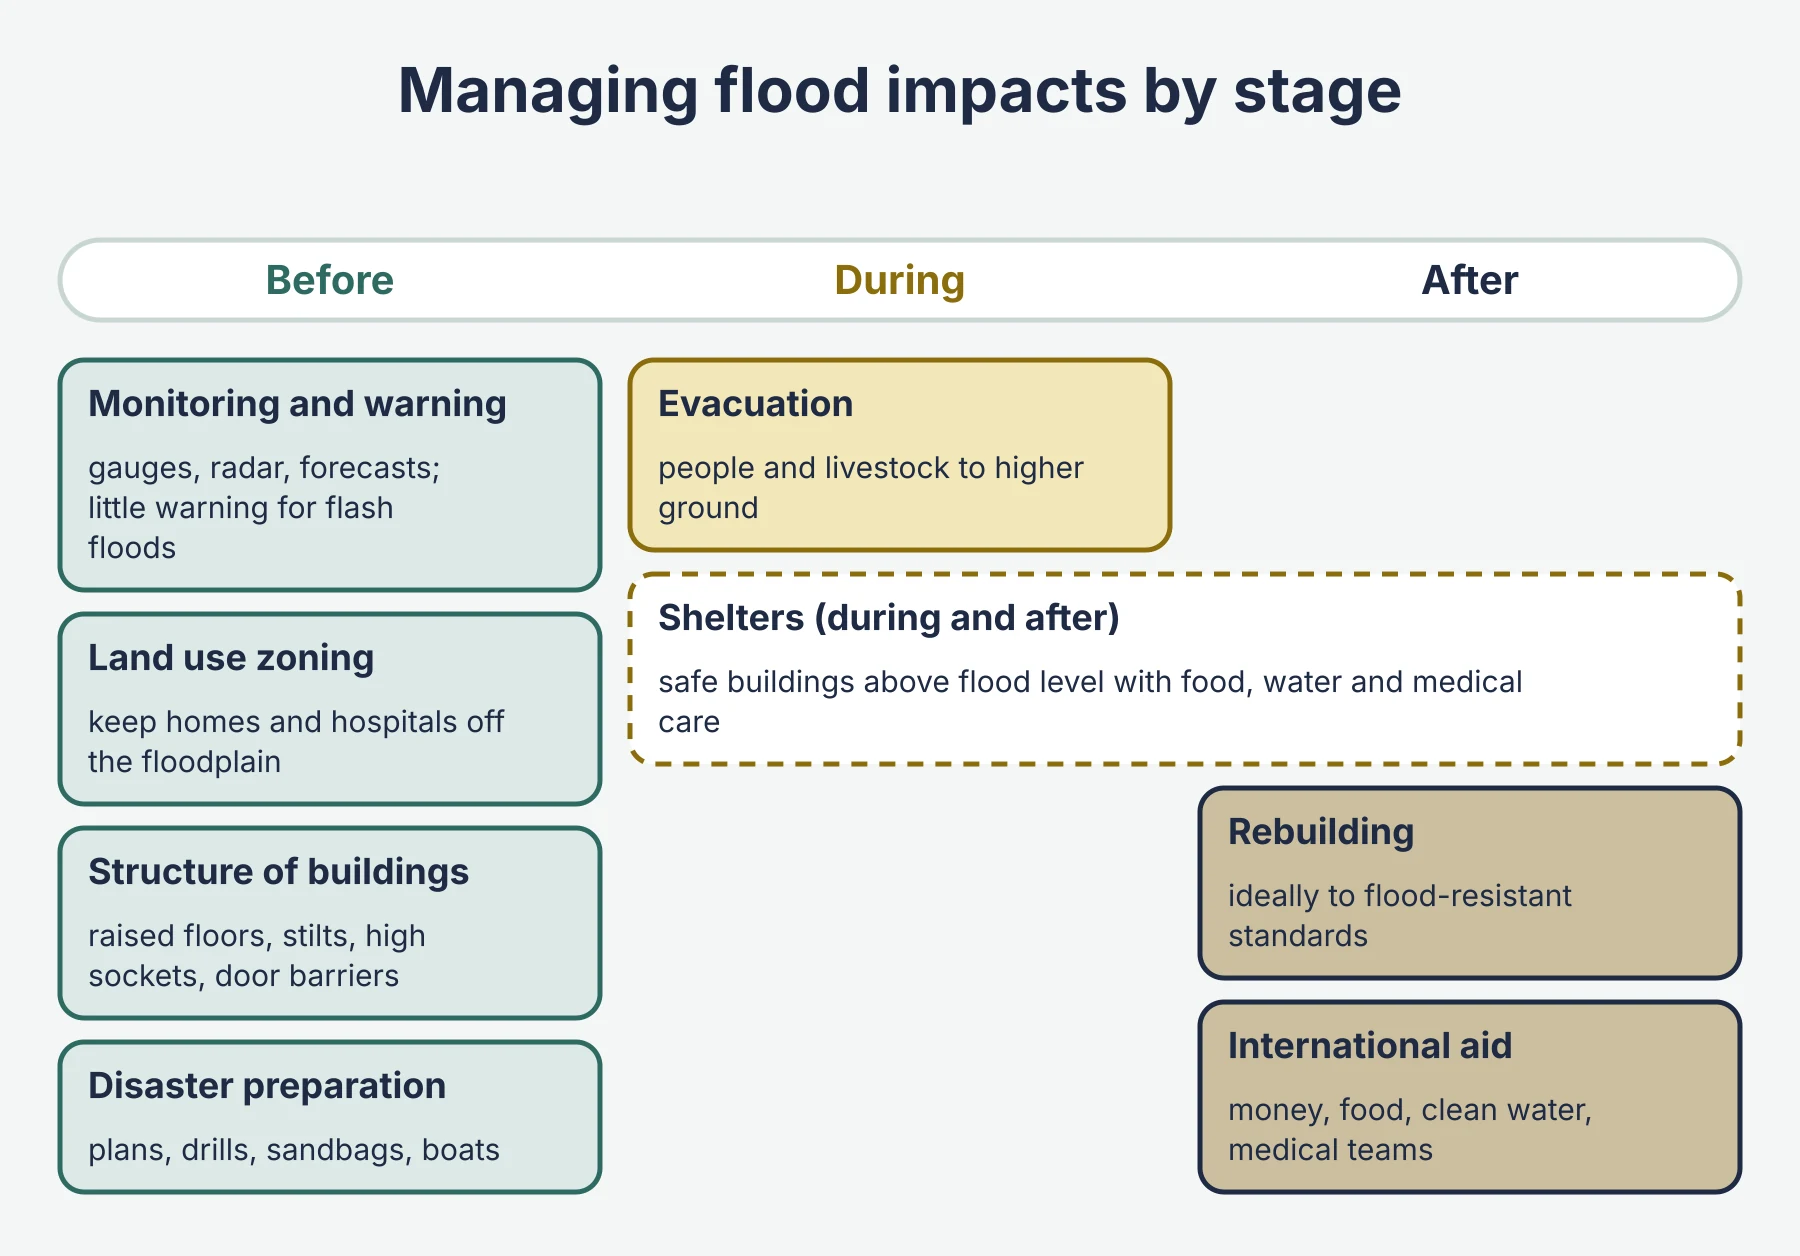 Managing flood impacts by stage
Before
During
After
Monitoring and warning
gauges, radar, forecasts;
little warning for flash
floods
Land use zoning
keep homes and hospitals off
the floodplain
Structure of buildings
raised floors, stilts, high
sockets, door barriers
Disaster preparation
plans, drills, sandbags, boats
Evacuation
people and livestock to higher
ground
Shelters (during and after)
safe buildings above flood level with food, water and medical
care
Rebuilding
ideally to flood-resistant
standards
International aid
money, food, clean water,
medical teams